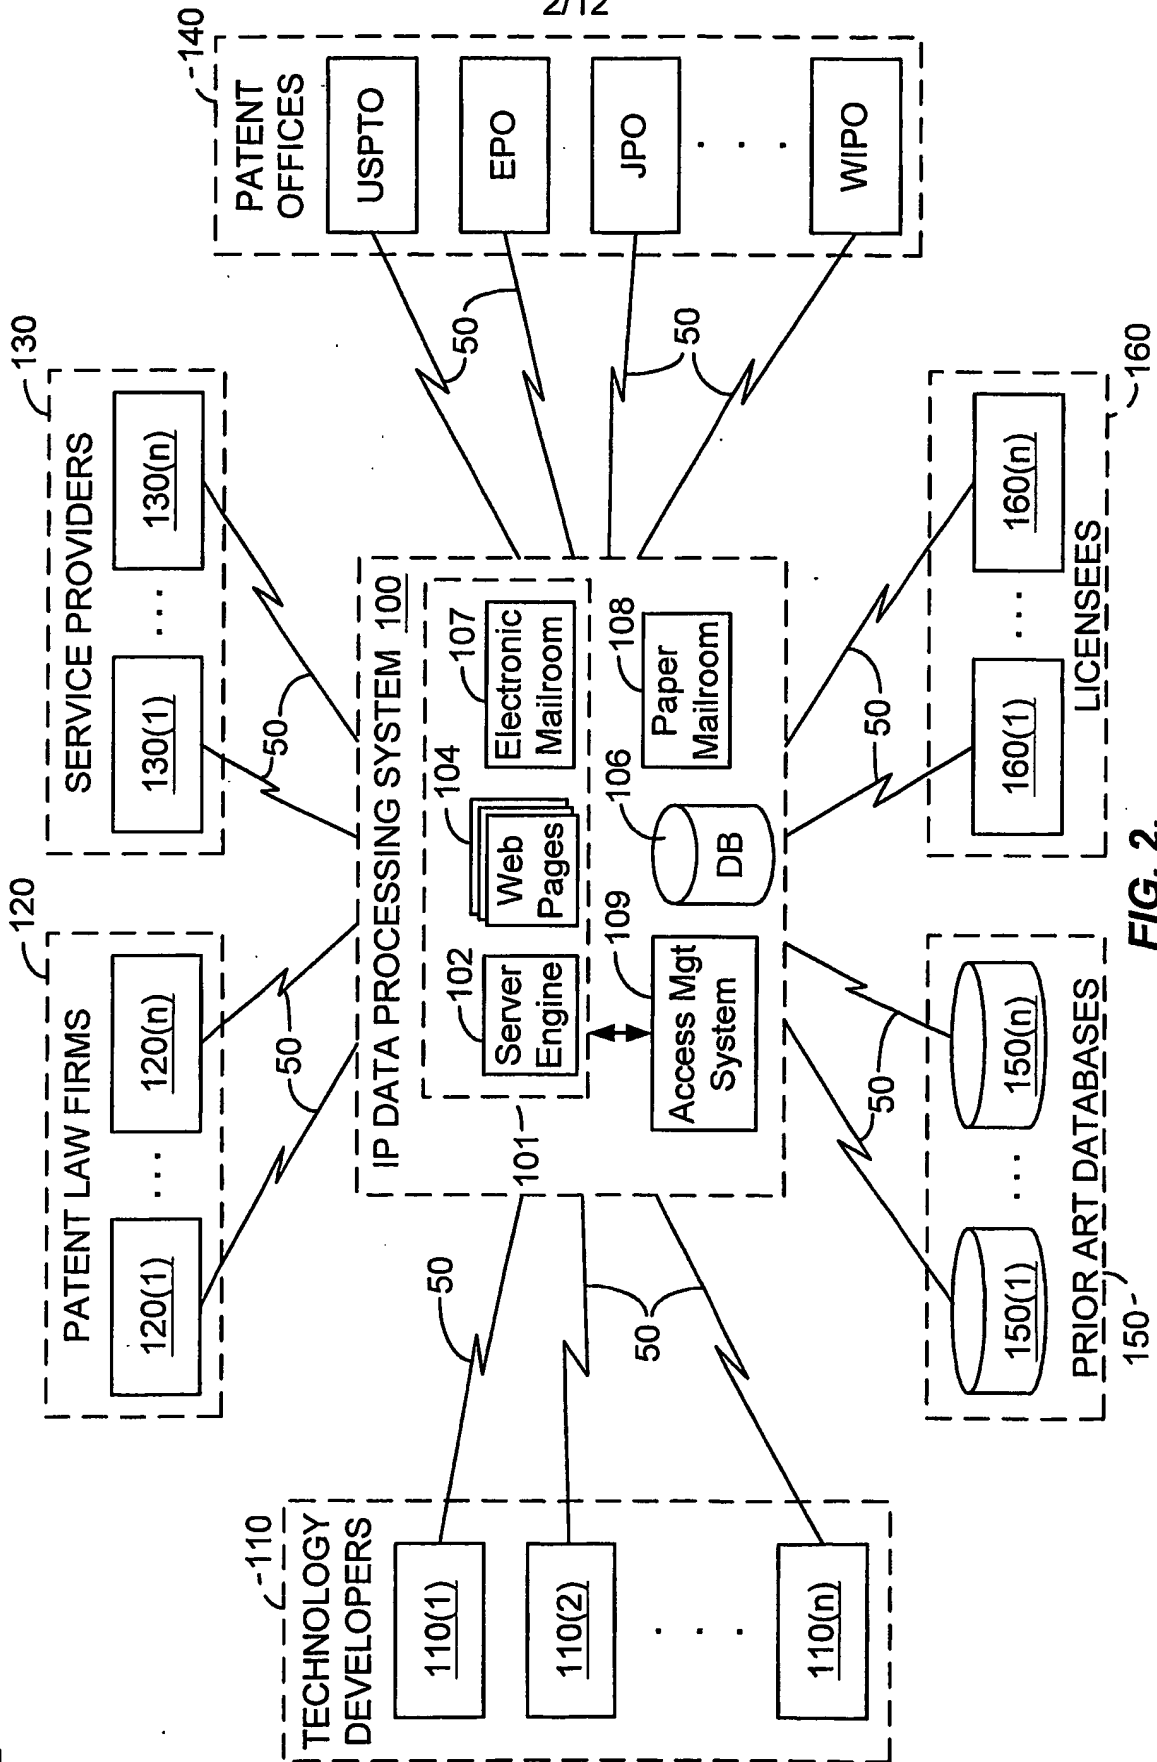 2/12
120
PATENT LAW FIRMS
120(1)
. . .
120(n)
50
50
130
SERVICE PROVIDERS
130(1)
. . .
130(n)
50
50
110
TECHNOLOGY
DEVELOPERS
110(1)
110(2)
. . . .
110(n)
50
50
IP DATA PROCESSING SYSTEM 100
101
102
Server
Engine
104
Web
Pages
107
Electronic
Mailroom
109
Access Mgt
System
106
DB
108
Paper
Mailroom
50
50
140
PATENT
OFFICES
USPTO
EPO
JPO
. . . .
WIPO
50
150(1)
. . .
150(n)
PRIOR ART DATABASES
150
50
160(1)
. . .
160(n)
LICENSEES
160
FIG. 2.